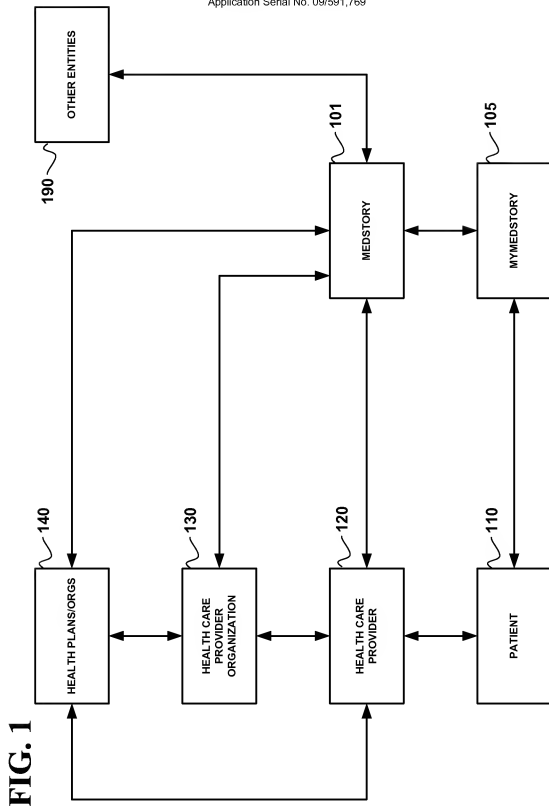 Application Serial No. 09/591,769
FIG. 1
140
HEALTH PLANS/ORGS
130
HEALTH CARE
PROVIDER
ORGANIZATION
120
HEALTH CARE
PROVIDER
110
PATIENT
190
OTHER ENTITIES
101
MEDSTORY
105
MYMEDSTORY